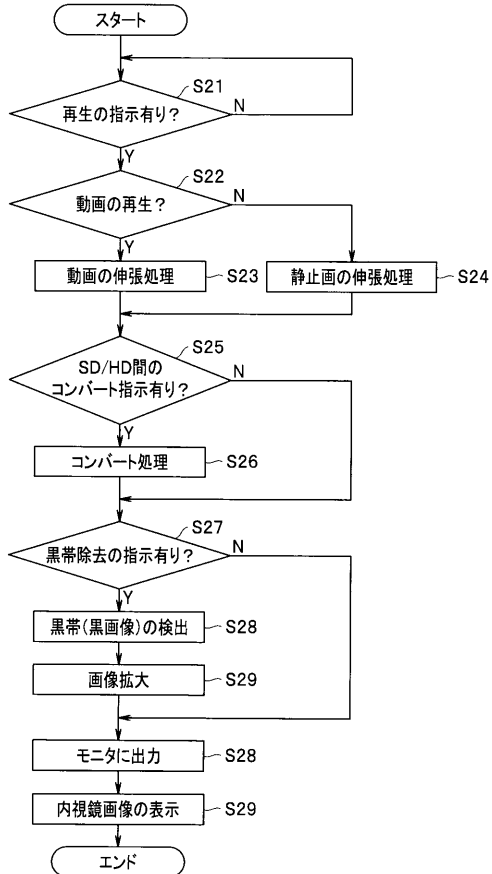 スタート
S21
再生の指示有り?
N
Y
S22
動画の再生?
N
Y
動画の伸張処理
S23
静止画の伸張処理
S24
S25
SD/HD間の
コンバート指示有り?
N
Y
コンバート処理
S26
S27
黒帯除去の指示有り?
N
Y
黒帯(黒画像)の検出
S28
画像拡大
S29
モニタに出力
S28
内視鏡画像の表示
S29
エンド